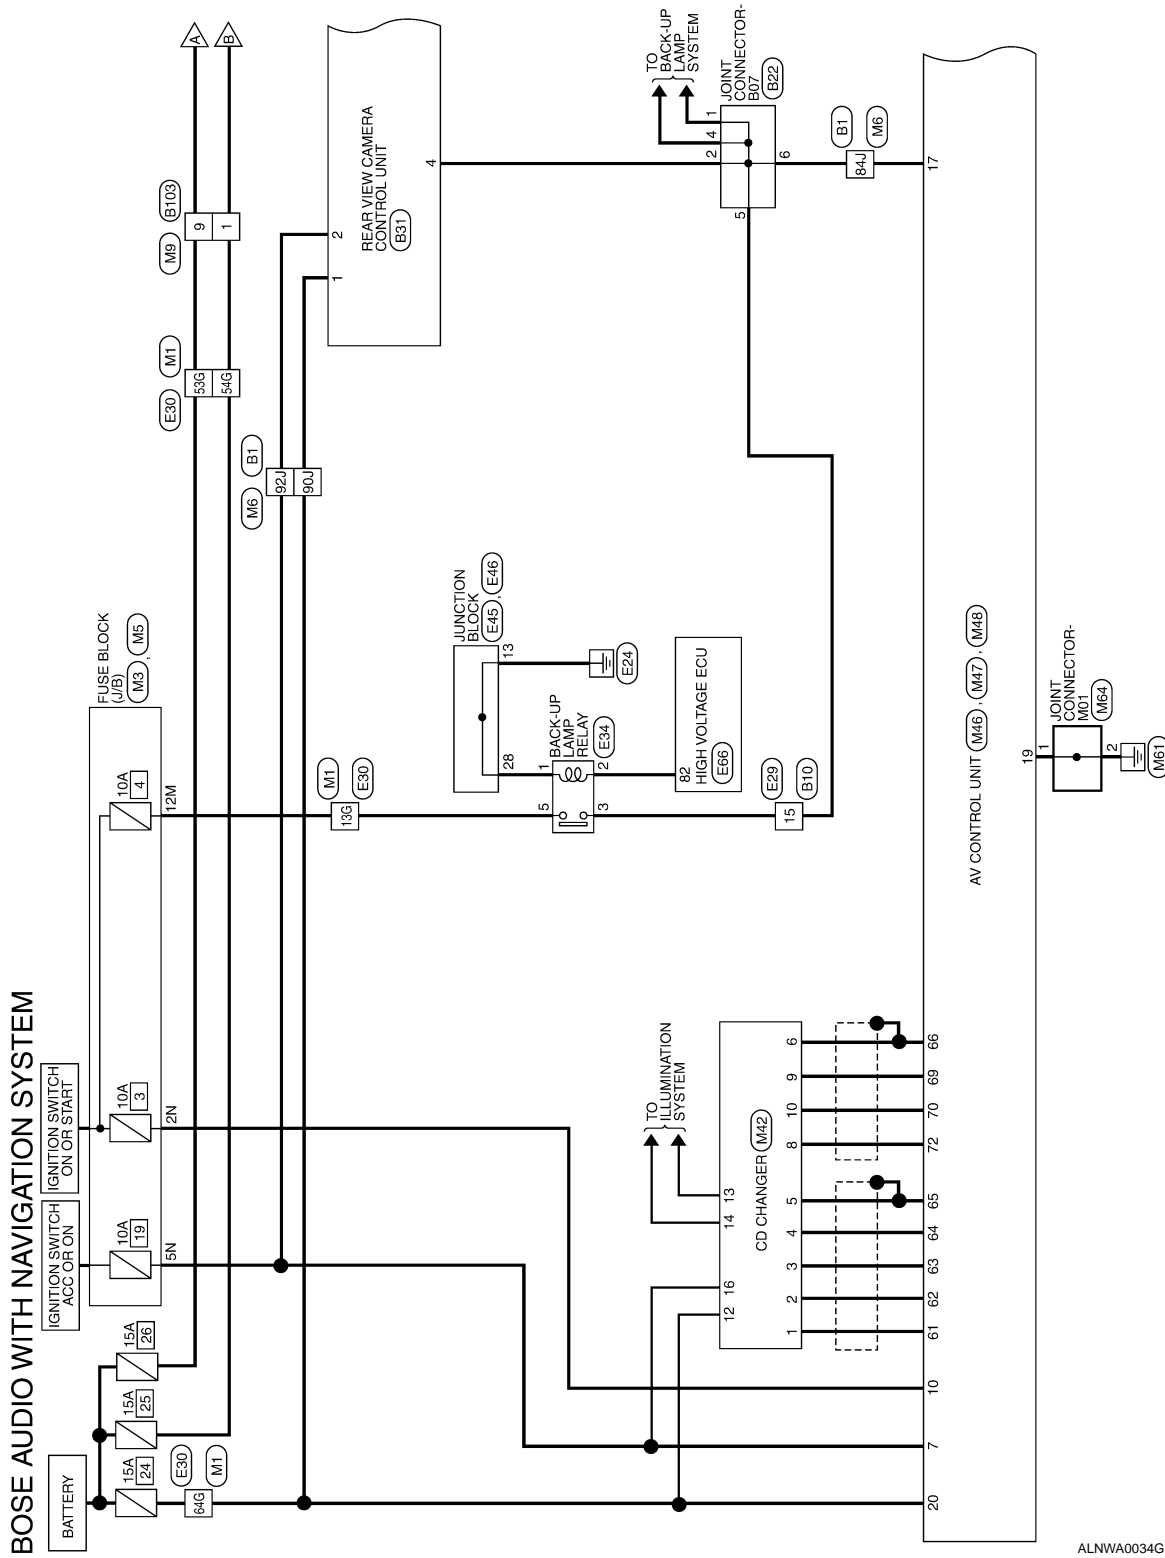 BOSE AUDIO WITH NAVIGATION SYSTEM
BATTERY
IGNITION SWITCH
ACC OR ON
IGNITION SWITCH
ON OR START
FUSE BLOCK
(J/B)
M3 , M5
15A
24
15A
25
15A
26
10A
19
10A
3
10A
4
5N
2N
12M
E30
M1
64G
E30
M1
53G
54G
M9
B103
9
1
A
B
M6
B1
92J
90J
M1
E30
13G
JUNCTION
BLOCK
E45 , E46
28
13
E24
BACK-UP
LAMP
RELAY
E34
1
2
5
3
82
HIGH VOLTAGE ECU
E66
E29
B10
15
REAR VIEW CAMERA
CONTROL UNIT
B31
1
2
4
TO
BACK-UP
LAMP
SYSTEM
JOINT
CONNECTOR-
B07
B22
2
4
1
5
6
B1
M6
84J
TO
ILLUMINATION
SYSTEM
CD CHANGER M42
12
16
14
13
1
2
3
4
5
8
10
9
6
20
7
10
61
62
63
64
65
72
70
69
66
17
AV CONTROL UNIT M46 , M47 , M48
19
JOINT
CONNECTOR-
M01
M64
1
2
M61
ALNWA0034G